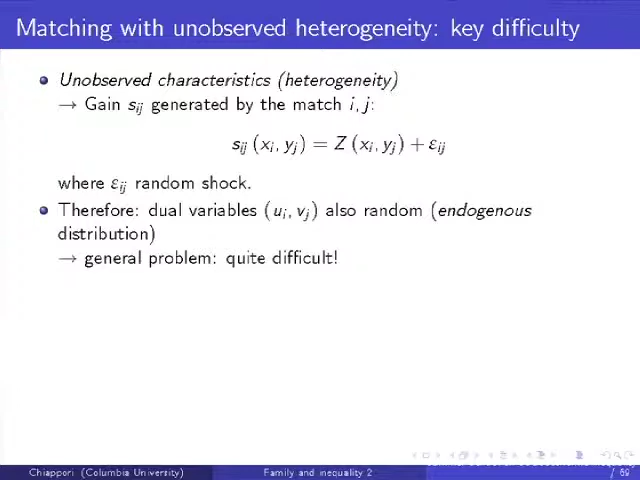 Matching with unobserved heterogeneity: key difficulty
Unobserved characteristics (heterogeneity)
→ Gain s_ij generated by the match i, j:
s_ij (x_i, y_j) = Z (x_i, y_j) + ε_ij
where ε_ij random shock.
Therefore: dual variables (u_i, v_j) also random (endogenous
distribution)
→ general problem: quite difficult!
Chiappori (Columbia University)
Family and inequality 2
/ 69